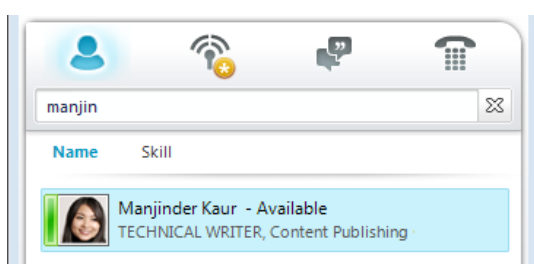 manjin
Name Skill
Manjinder Kaur - Available
TECHNICAL WRITER, Content Publishing